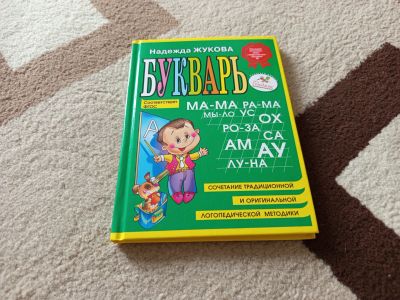 Надежда ЖУКОВА
БУКВАРЬ
Соответствует
ФГОС
МА-МА РА-МА
МЫ-ЛО УС
ОХ
РО-ЗА
СА
АМ
АУ
ЛУ-НА
А
СОЧЕТАНИЕ ТРАДИЦИОННОЙ
И ОРИГИНАЛЬНОЙ
ЛОГОПЕДИЧЕСКОЙ МЕТОДИКИ